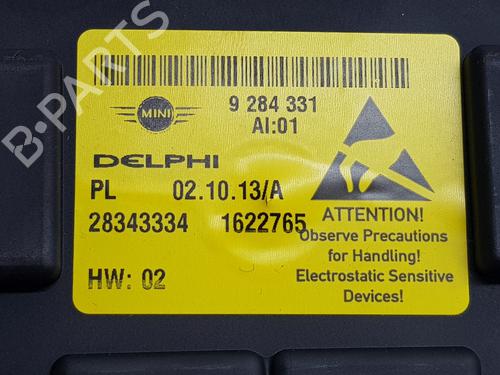 MINI
9 284 331
AI:01
DELPHI
PL 02.10.13/A
28343334 1622765
HW: 02
ATTENTION!
Observe Precautions
for Handling!
Electrostatic Sensitive
Devices!
B-PARTS